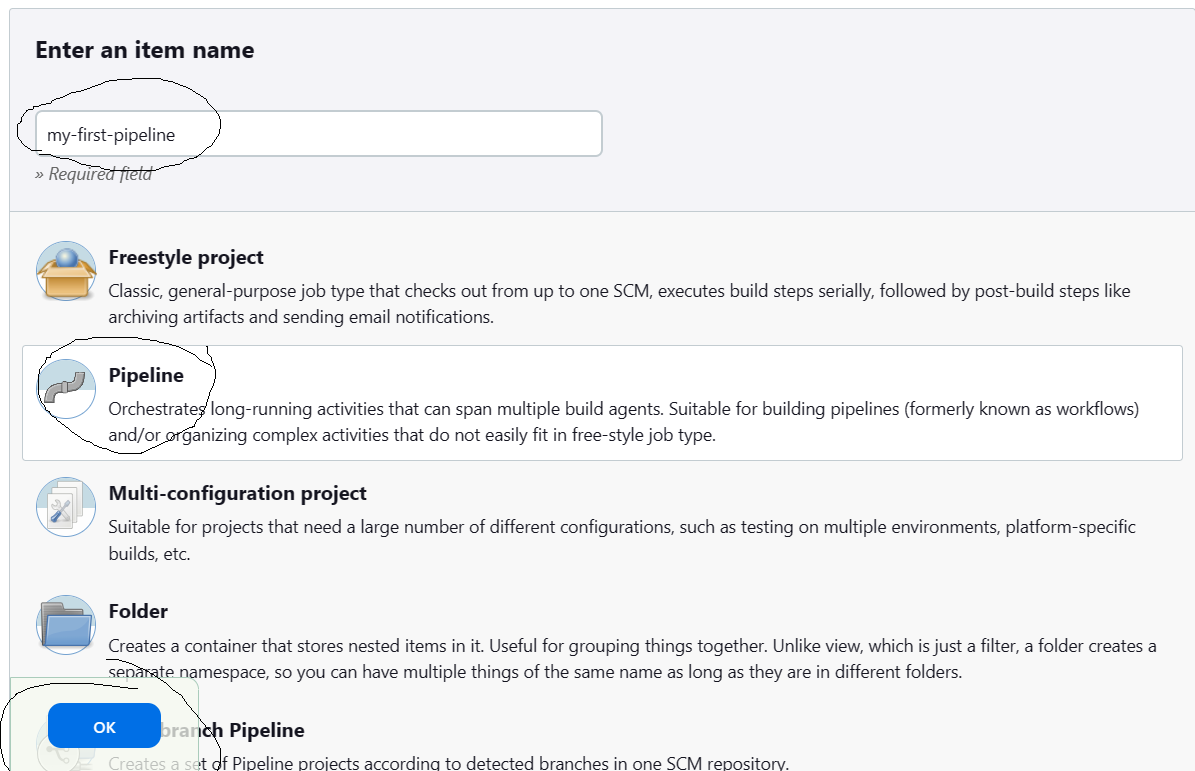 Enter an item name
my-first-pipeline
» Required field
Freestyle project
Classic, general-purpose job type that checks out from up to one SCM, executes build steps serially, followed by post-build steps like
archiving artifacts and sending email notifications.
Pipeline
Orchestrates long-running activities that can span multiple build agents. Suitable for building pipelines (formerly known as workflows)
and/or organizing complex activities that do not easily fit in free-style job type.
Multi-configuration project
Suitable for projects that need a large number of different configurations, such as testing on multiple environments, platform-specific
builds, etc.
Folder
Creates a container that stores nested items in it. Useful for grouping things together. Unlike view, which is just a filter, a folder creates a
separate namespace, so you can have multiple things of the same name as long as they are in different folders.
OK
branch Pipeline
Creates a set of Pipeline projects according to detected branches in one SCM repository.